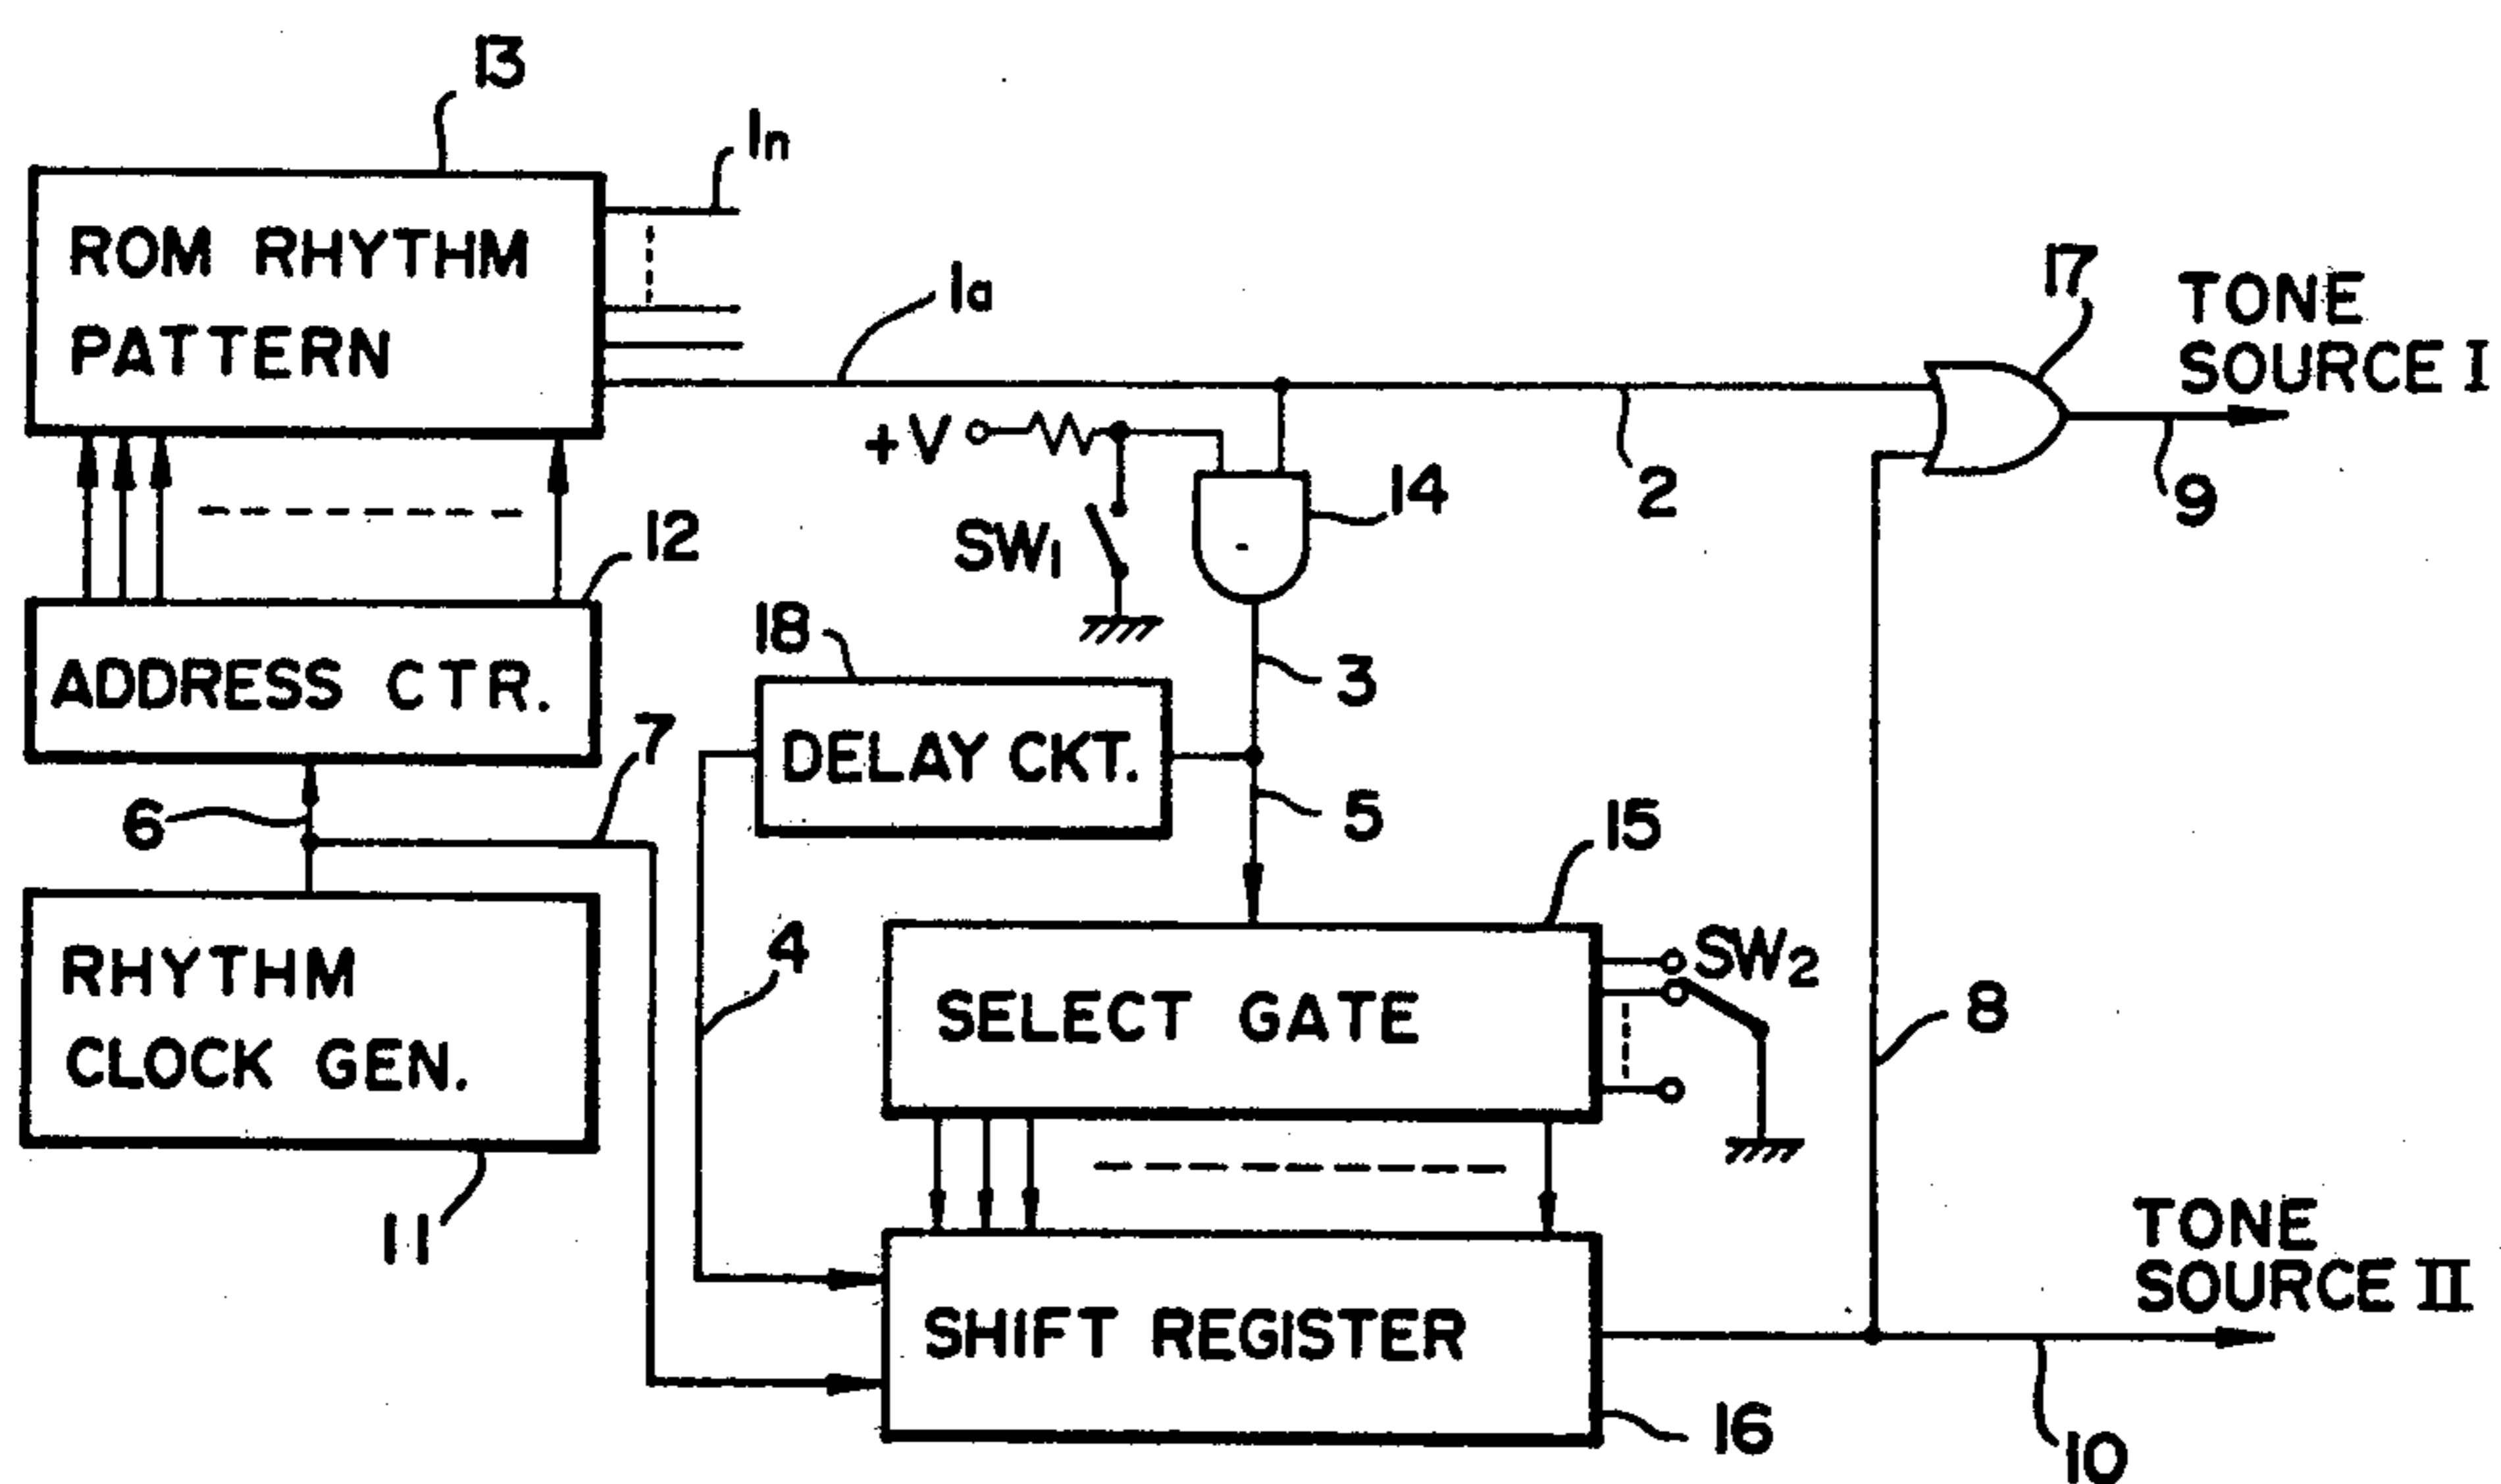 13
1n
ROM RHYTHM
PATTERN
1a
17
TONE
SOURCE I
+V
14
2
9
SW1
12
18
ADDRESS CTR.
3
7
DELAY CKT.
6
5
15
4
RHYTHM
CLOCK GEN.
SELECT GATE
SW2
8
11
TONE
SOURCE II
SHIFT REGISTER
16
10